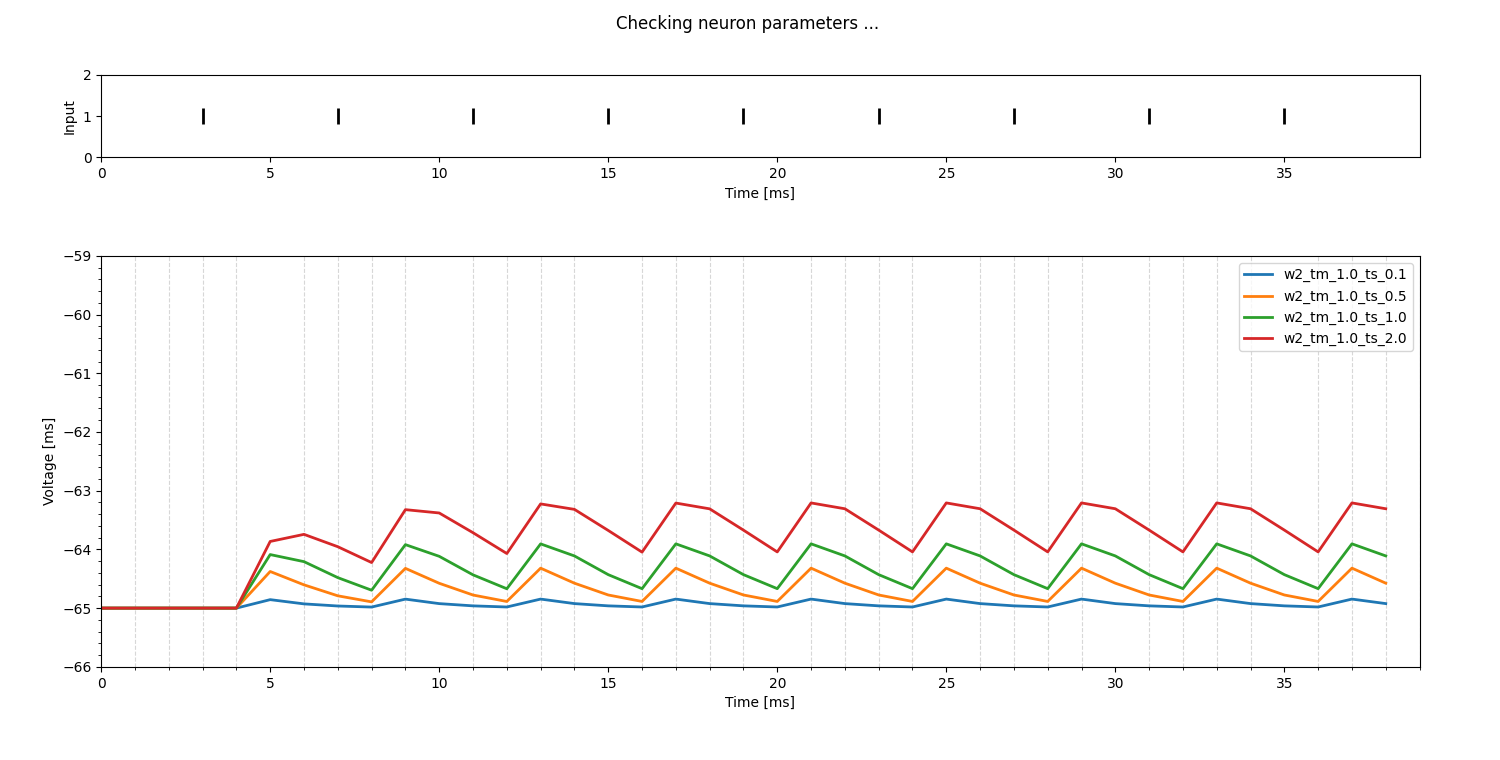 Checking neuron parameters ...
2
1
0
Input
0 5 10 15 20 25 30 35
Time [ms]
−59
−60
−61
−62
−63
−64
−65
−66
Voltage [ms]
w2_tm_1.0_ts_0.1
w2_tm_1.0_ts_0.5
w2_tm_1.0_ts_1.0
w2_tm_1.0_ts_2.0
0 5 10 15 20 25 30 35
Time [ms]